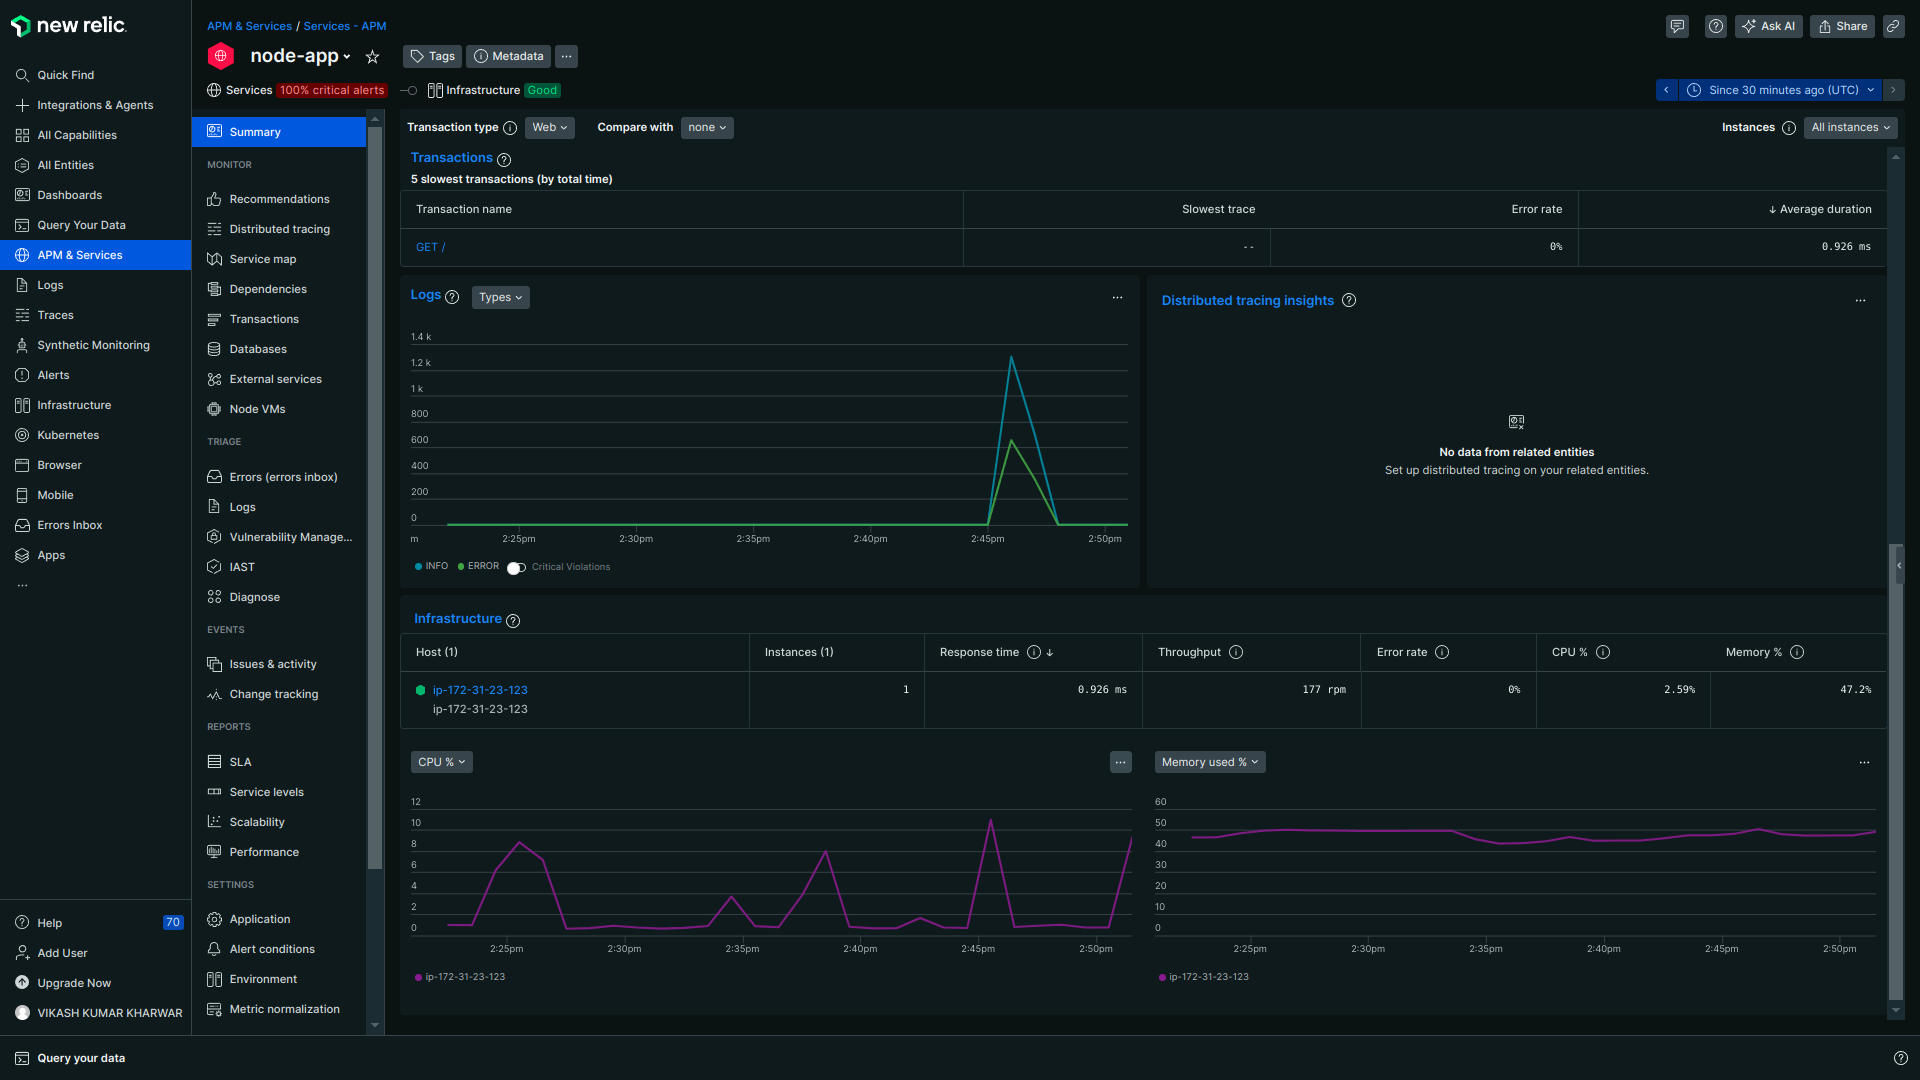 new relic.
Quick Find
Integrations & Agents
All Capabilities
All Entities
Dashboards
Query Your Data
APM & Services
Logs
Traces
Synthetic Monitoring
Alerts
Infrastructure
Kubernetes
Browser
Mobile
Errors Inbox
Apps
...
Help 70
Add User
Upgrade Now
VIKASH KUMAR KHARWAR
Query your data
APM & Services / Services - APM
node-app
Tags Metadata ...
Ask AI Share
Services 100% critical alerts Infrastructure Good
Since 30 minutes ago (UTC)
Summary
MONITOR
Recommendations
Distributed tracing
Service map
Dependencies
Transactions
Databases
External services
Node VMs
TRIAGE
Errors (errors inbox)
Logs
Vulnerability Manage...
IAST
Diagnose
EVENTS
Issues & activity
Change tracking
REPORTS
SLA
Service levels
Scalability
Performance
SETTINGS
Application
Alert conditions
Environment
Metric normalization
Transaction type Web Compare with none Instances All instances
Transactions
5 slowest transactions (by total time)
Transaction name Slowest trace Error rate ↓ Average duration
GET / -- 0% 0.926 ms
Logs Types ...
1.4 k
1.2 k
1 k
800
600
400
200
0
m 2:25pm 2:30pm 2:35pm 2:40pm 2:45pm 2:50pm
INFO ERROR Critical Violations
Distributed tracing insights ...
No data from related entities
Set up distributed tracing on your related entities.
Infrastructure
Host (1) Instances (1) Response time ↓ Throughput Error rate CPU % Memory %
ip-172-31-23-123 1 0.926 ms 177 rpm 0% 2.59% 47.2%
ip-172-31-23-123
CPU % ...
12
10
8
6
4
2
0
2:25pm 2:30pm 2:35pm 2:40pm 2:45pm 2:50pm
ip-172-31-23-123
Memory used % ...
60
50
40
30
20
10
0
2:25pm 2:30pm 2:35pm 2:40pm 2:45pm 2:50pm
ip-172-31-23-123